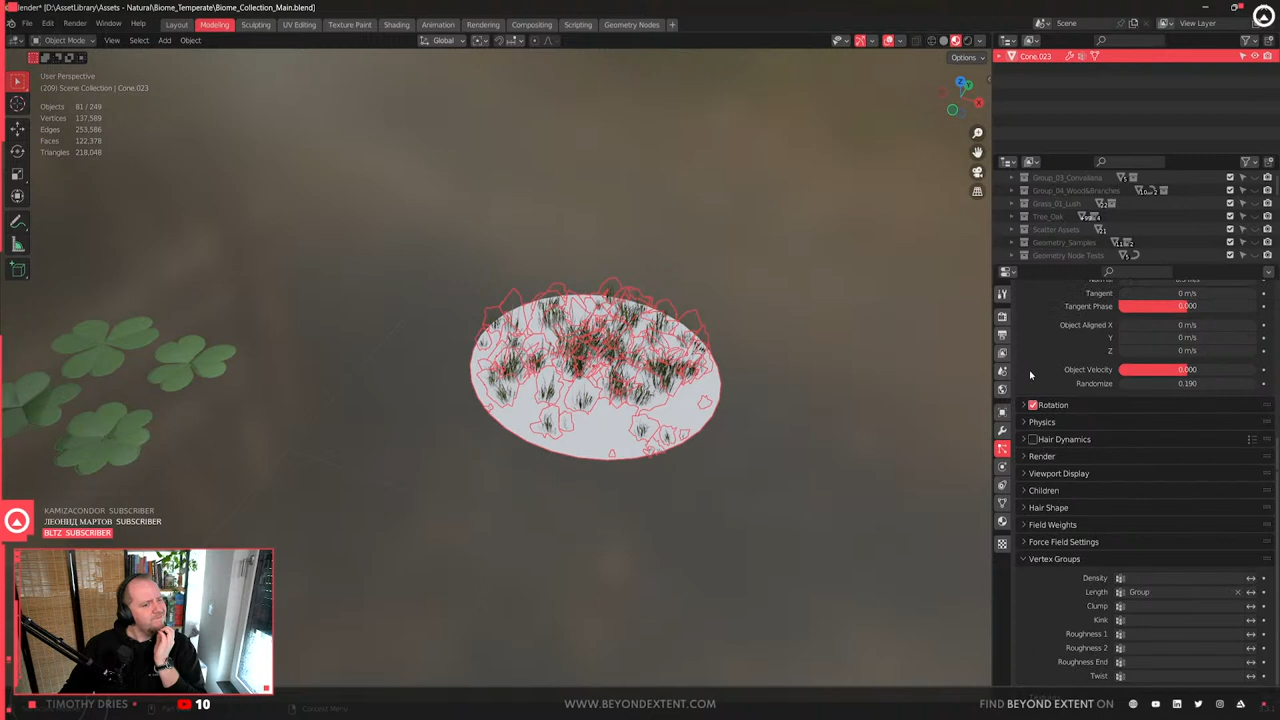 Blender* [D:\AssetLibrary\Assets - Natural\Biome_Temperate\Biome_Collection_Main.blend]
File Edit Render Window Help Layout Modeling Sculpting UV Editing Texture Paint Shading Animation Rendering Compositing Scripting Geometry Nodes + Scene View Layer
Object Mode View Select Add Object Global
Options
User Perspective
(209) Scene Collection | Cone.023
Objects 81 / 249
Vertices 137,589
Edges 253,586
Faces 122,378
Triangles 218,048
Z
Y
X
Cone.023
Group_03_Convallaria
Group_04_Wood&Branches
Grass_01_Lush
Tree_Oak
Scatter Assets
Geometry_Samples
Geometry Node Tests
Tangent 0 m/s
Tangent Phase 0.000
Object Aligned X 0 m/s
Y 0 m/s
Z 0 m/s
Object Velocity 0.000
Randomize 0.190
Rotation
Physics
Hair Dynamics
Render
Viewport Display
Children
Hair Shape
Field Weights
Force Field Settings
Vertex Groups
Density
Length Group
Clump
Kink
Roughness 1
Roughness 2
Roughness End
Twist
KAMIZACONDOR SUBSCRIBER
ЛЕОНИД МАРТОВ SUBSCRIBER
BLTZ SUBSCRIBER
TIMOTHY DRIES 10 WWW.BEYONDEXTENT.COM FIND BEYOND EXTENT ON
Context Menu